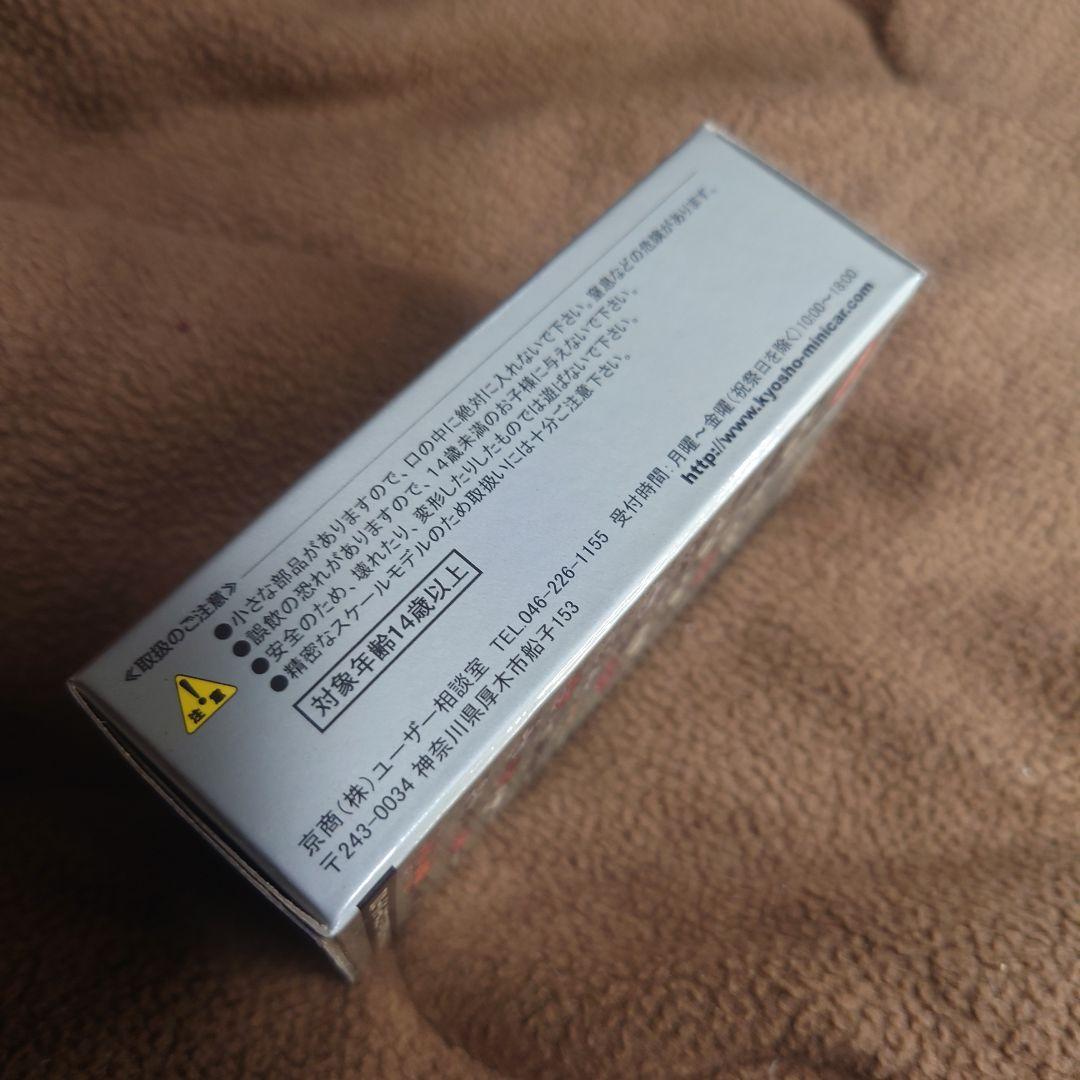 ≪取扱のご注意≫
注意
●小さな部品がありますので、口の中に絶対に入れないで下さい。窒息などの危険があります。
●誤飲の恐れがありますので、14歳未満のお子様に与えないで下さい。
●安全のため、壊れたり、変形したりしたものでは遊ばないで下さい。
●精密なスケールモデルのため取扱いには十分ご注意下さい。
対象年齢14歳以上
京商(株)ユーザー相談室 TEL.046-226-1155 受付時間:月曜〜金曜(祝祭日を除く)10:00〜18:00
〒243-0034 神奈川県厚木市船子153 http://www.kyosho-minicar.com